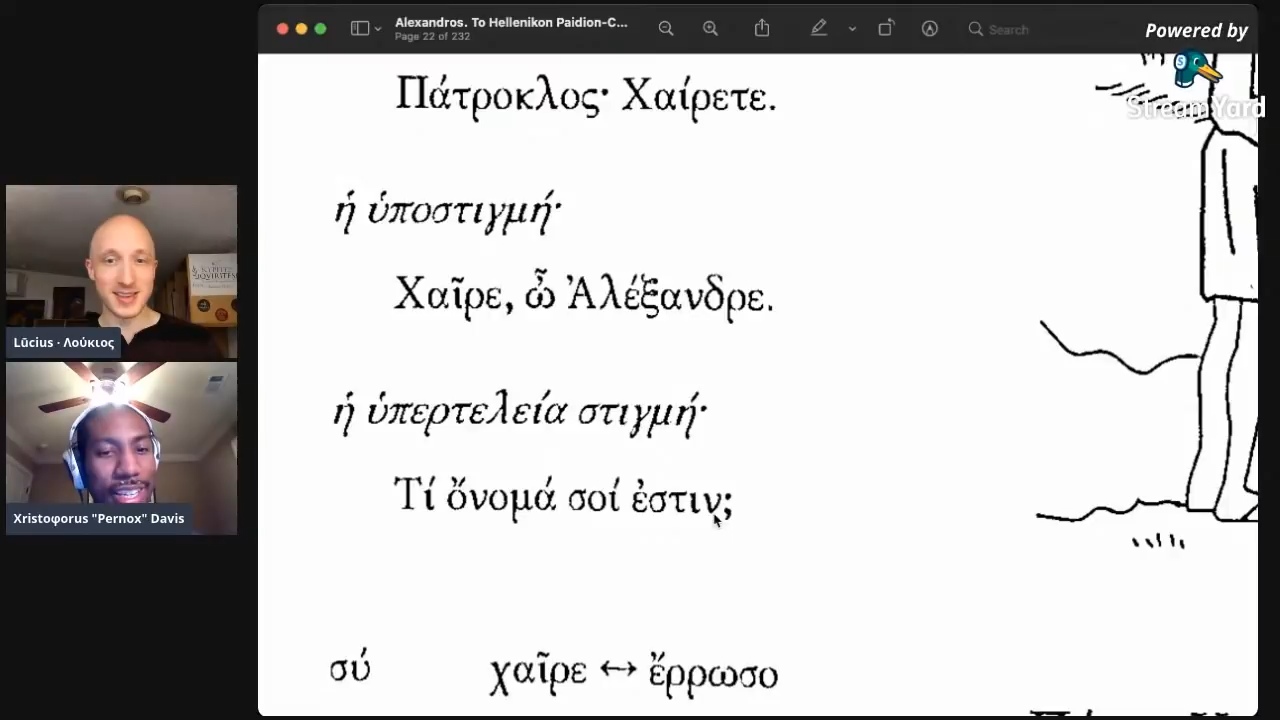 Alexandros. To Hellenikon Paidion-C...
Page 22 of 232
Search
Powered by
StreamYard
Πάτροκλος· Χαίρετε.
ἡ ὑποστιγμή·
Χαῖρε, ὦ Ἀλέξανδρε.
ἡ ὑπερτελεία στιγμή·
Τί ὄνομά σοί ἐστιν;
σύ χαῖρε ↔ ἔρρωσο
Lūcius · Λούκιος
Xristoφorus "Pernox" Davis